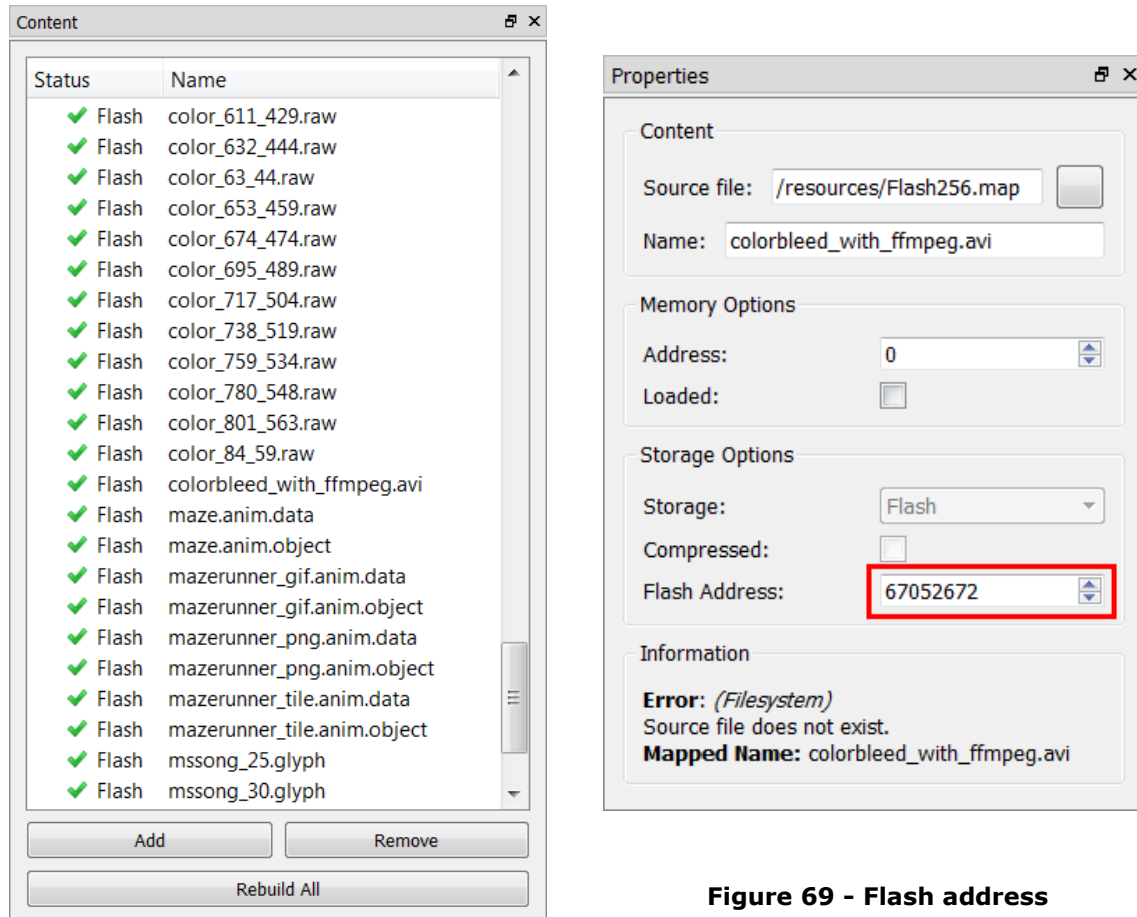 Content
Status Name
Flash color_611_429.raw
Flash color_632_444.raw
Flash color_63_44.raw
Flash color_653_459.raw
Flash color_674_474.raw
Flash color_695_489.raw
Flash color_717_504.raw
Flash color_738_519.raw
Flash color_759_534.raw
Flash color_780_548.raw
Flash color_801_563.raw
Flash color_84_59.raw
Flash colorbleed_with_ffmpeg.avi
Flash maze.anim.data
Flash maze.anim.object
Flash mazerunner_gif.anim.data
Flash mazerunner_gif.anim.object
Flash mazerunner_png.anim.data
Flash mazerunner_png.anim.object
Flash mazerunner_tile.anim.data
Flash mazerunner_tile.anim.object
Flash mssong_25.glyph
Flash mssong_30.glyph
Add Remove
Rebuild All
Properties
Content
Source file: /resources/Flash256.map
Name: colorbleed_with_ffmpeg.avi
Memory Options
Address: 0
Loaded:
Storage Options
Storage: Flash
Compressed:
Flash Address: 67052672
Information
Error: (Filesystem)
Source file does not exist.
Mapped Name: colorbleed_with_ffmpeg.avi
Figure 69 - Flash address